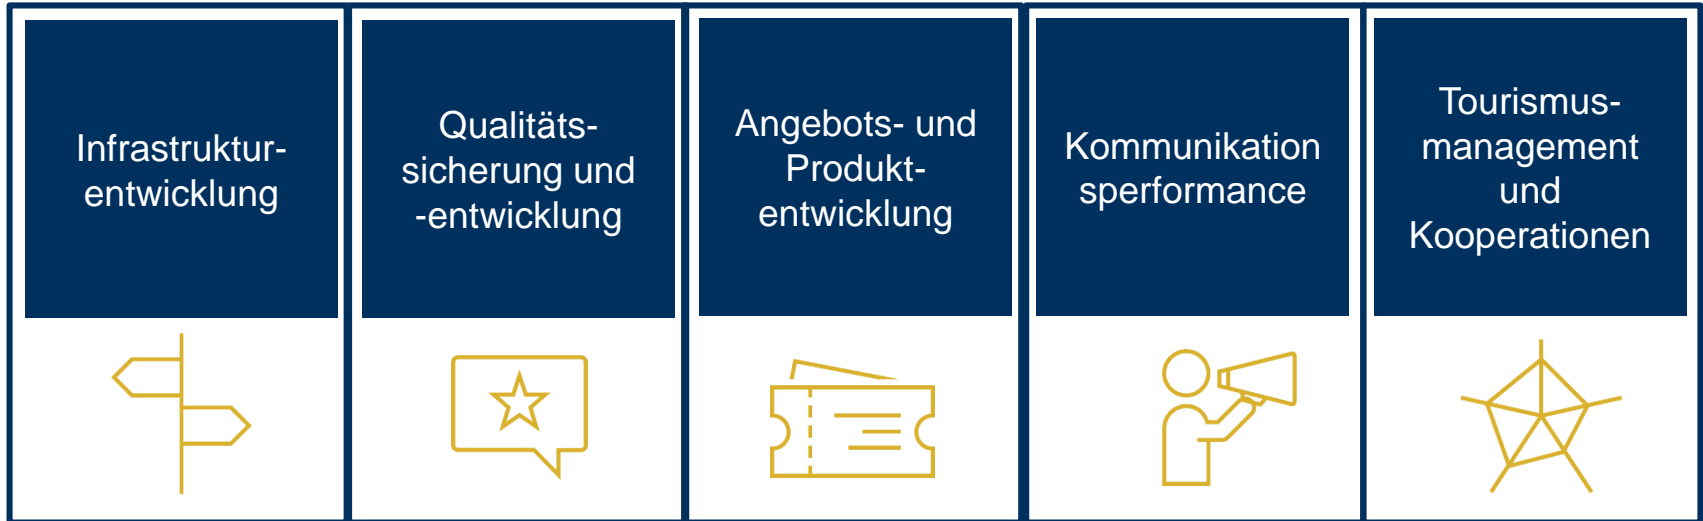 Infrastruktur-
entwicklung
Qualitäts-
sicherung und
-entwicklung
Angebots- und
Produkt-
entwicklung
Kommunikation
sperformance
Tourismus-
management
und
Kooperationen